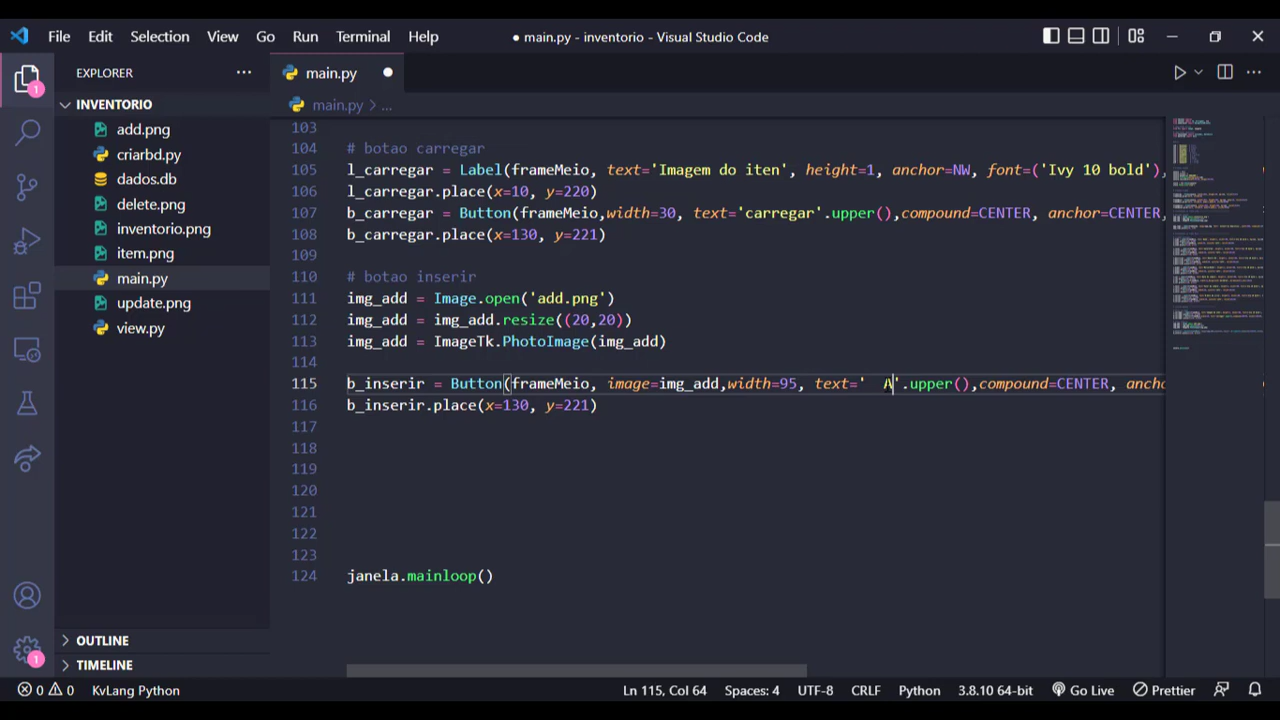 File Edit Selection View Go Run Terminal Help ● main.py - inventorio - Visual Studio Code
EXPLORER ··· main.py ●
INVENTORIO main.py > ...
add.png
criarbd.py
dados.db
delete.png
inventorio.png
item.png
main.py
update.png
view.py
103
104 # botao carregar
105 l_carregar = Label(frameMeio, text='Imagem do iten', height=1, anchor=NW, font=('Ivy 10 bold'),
106 l_carregar.place(x=10, y=220)
107 b_carregar = Button(frameMeio,width=30, text='carregar'.upper(),compound=CENTER, anchor=CENTER,
108 b_carregar.place(x=130, y=221)
109
110 # botao inserir
111 img_add = Image.open('add.png')
112 img_add = img_add.resize((20,20))
113 img_add = ImageTk.PhotoImage(img_add)
114
115 b_inserir = Button(frameMeio, image=img_add,width=95, text='  A'.upper(),compound=CENTER, ancho
116 b_inserir.place(x=130, y=221)
117
118
119
120
121
122
123
124 janela.mainloop()
1
1
OUTLINE
TIMELINE
0 0 KvLang Python Ln 115, Col 64 Spaces: 4 UTF-8 CRLF Python 3.8.10 64-bit Go Live Prettier